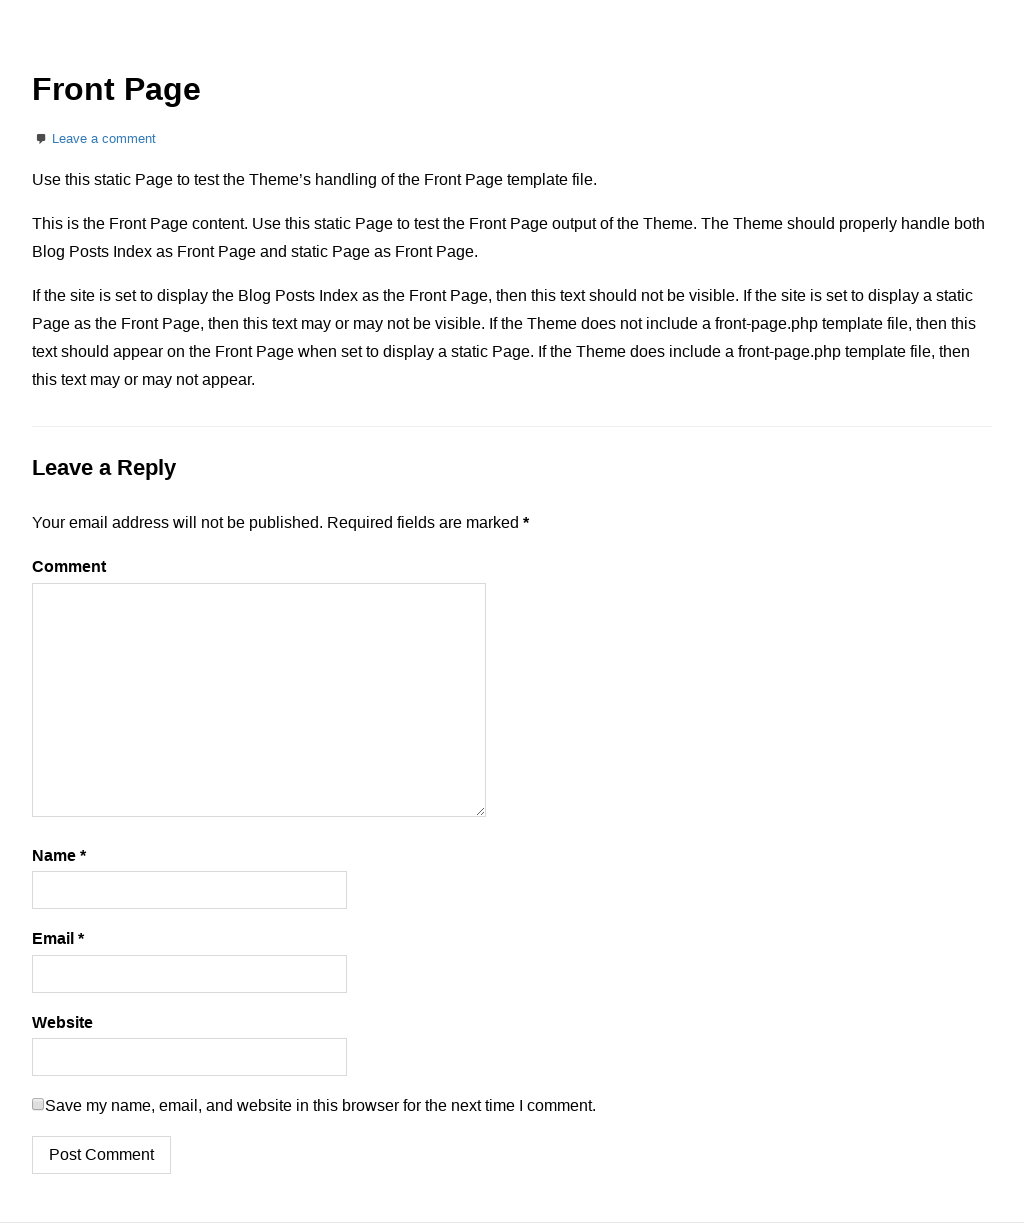 Front Page
Leave a comment
Use this static Page to test the Theme’s handling of the Front Page template file.
This is the Front Page content. Use this static Page to test the Front Page output of the Theme. The Theme should properly handle both
Blog Posts Index as Front Page and static Page as Front Page.
If the site is set to display the Blog Posts Index as the Front Page, then this text should not be visible. If the site is set to display a static
Page as the Front Page, then this text may or may not be visible. If the Theme does not include a front-page.php template file, then this
text should appear on the Front Page when set to display a static Page. If the Theme does include a front-page.php template file, then
this text may or may not appear.
Leave a Reply
Your email address will not be published. Required fields are marked *
Comment
Name *
Email *
Website
Save my name, email, and website in this browser for the next time I comment.
Post Comment